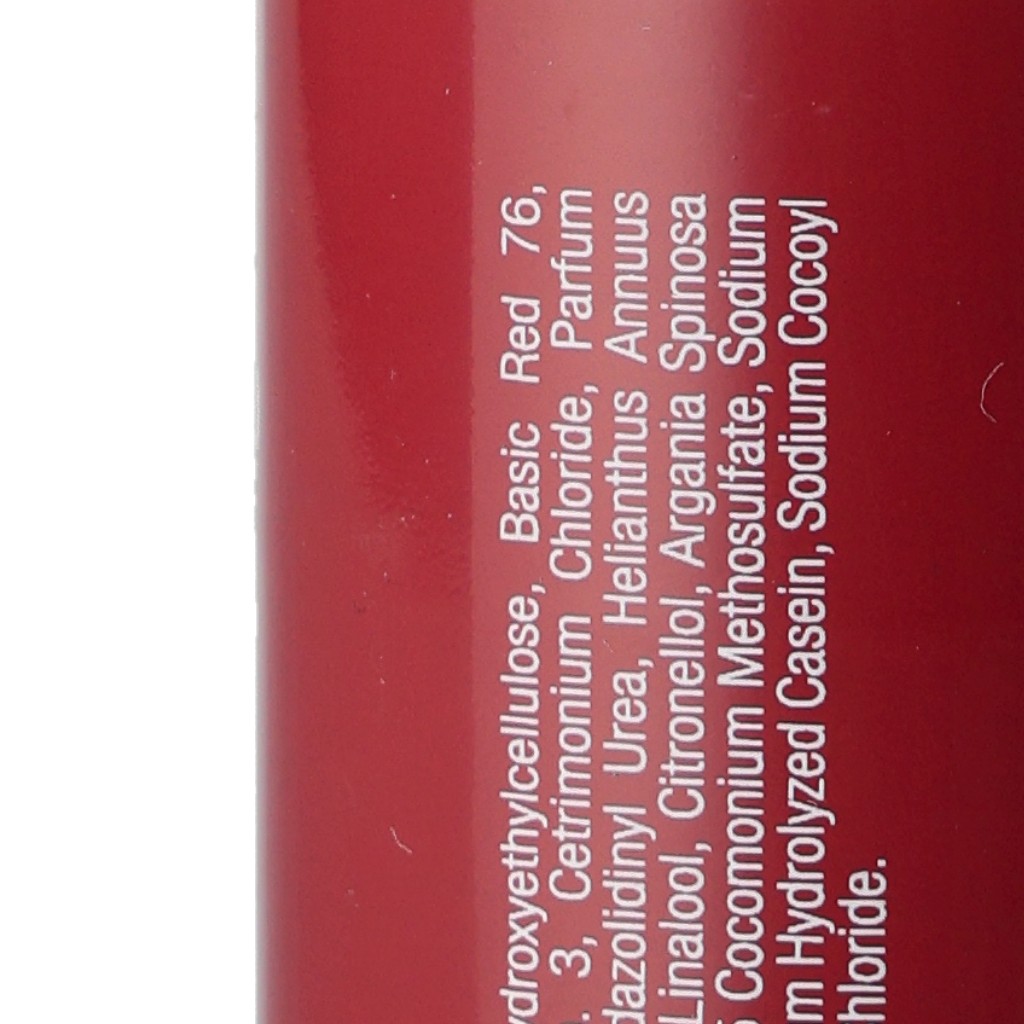 ydroxyethylcellulose, Basic Red 76,
. 3, Cetrimonium Chloride, Parfum
dazolidinyl Urea, Helianthus Annuus
Linalool, Citronellol, Argania Spinosa
Cocomonium Methosulfate, Sodium
m Hydrolyzed Casein, Sodium Cocoyl
hloride.